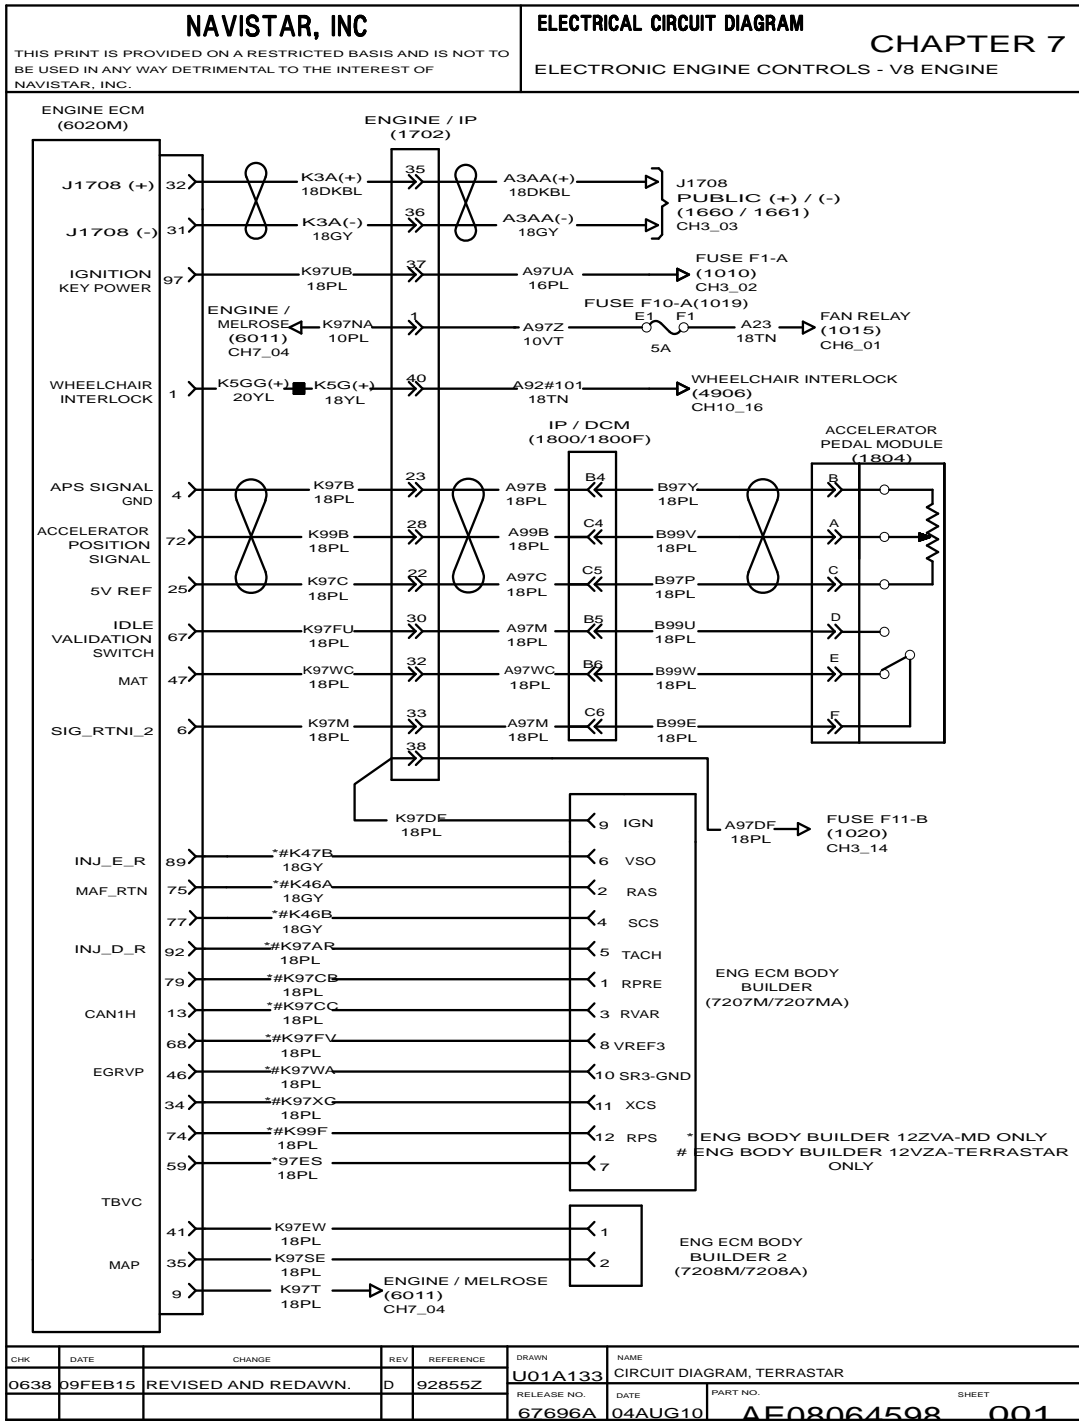 NAVISTAR, INC
THIS PRINT IS PROVIDED ON A RESTRICTED BASIS AND IS NOT TO
BE USED IN ANY WAY DETRIMENTAL TO THE INTEREST OF
NAVISTAR, INC.
ELECTRICAL CIRCUIT DIAGRAM
CHAPTER 7
ELECTRONIC ENGINE CONTROLS - V8 ENGINE
ENGINE ECM
(6020M)
ENGINE / IP
(1702)
J1708 (+) 32 K3A(+) 35 A3AA(+)
18DKBL 18DKBL
J1708 (-) 31 K3A(-) 36 A3AA(-)
18GY 18GY
J1708
PUBLIC (+) / (-)
(1660 / 1661)
CH3_03
IGNITION
KEY POWER
97 K97UB 37 A97UA
18PL 16PL
FUSE F1-A
(1010)
CH3_02
ENGINE /
MELROSE
(6011)
CH7_04
K97NA 1 A97Z
10PL 10VT
FUSE F10-A(1019)
E1 F1
5A
A23
18TN
FAN RELAY
(1015)
CH6_01
WHEELCHAIR
INTERLOCK
1 K5GG(+) K5G(+) 40 A92#101
20YL 18YL 18TN
WHEELCHAIR INTERLOCK
(4906)
CH10_16
IP / DCM
(1800/1800F)
ACCELERATOR
PEDAL MODULE
(1804)
APS SIGNAL
GND
4 K97B 23 A97B B4 B97Y B
18PL 18PL 18PL
ACCELERATOR
POSITION
SIGNAL
72 K99B 28 A99B C4 B99V A
18PL 18PL 18PL
5V REF 25 K97C 22 A97C C5 B97P C
18PL 18PL 18PL
IDLE
VALIDATION
SWITCH
67 K97FU 30 A97M B5 B99U D
18PL 18PL 18PL
MAT 47 K97WC 32 A97WC B6 B99W E
18PL 18PL 18PL
SIG_RTNI_2 6 K97M 33 A97M C6 B99E F
18PL 18PL 18PL
38
K97DF 9 IGN
18PL
A97DF
18PL
FUSE F11-B
(1020)
CH3_14
INJ_E_R 89 *#K47B 6 VSO
18GY
MAF_RTN 75 *#K46A 2 RAS
18GY
77 *#K46B 4 SCS
18GY
INJ_D_R 92 *#K97AR 5 TACH
18PL
79 *#K97CB 1 RPRE
18PL
CAN1H 13 *#K97CC 3 RVAR
18PL
68 *#K97FV 8 VREF3
18PL
EGRVP 46 *#K97WA 10 SR3-GND
18PL
34 *#K97XG 11 XCS
18PL
74 *#K99F 12 RPS
18PL
59 *97ES 7
18PL
ENG ECM BODY
BUILDER
(7207M/7207MA)
* ENG BODY BUILDER 12ZVA-MD ONLY
# ENG BODY BUILDER 12VZA-TERRASTAR
ONLY
TBVC
41 K97EW 1
18PL
MAP 35 K97SE 2
18PL
ENG ECM BODY
BUILDER 2
(7208M/7208A)
9 K97T
18PL
ENGINE / MELROSE
(6011)
CH7_04
CHK DATE CHANGE REV REFERENCE
0638 09FEB15 REVISED AND REDAWN. D 92855Z
DRAWN
U01A133
NAME
CIRCUIT DIAGRAM, TERRASTAR
RELEASE NO. DATE PART NO. SHEET
67696A 04AUG10 AE08064598 001